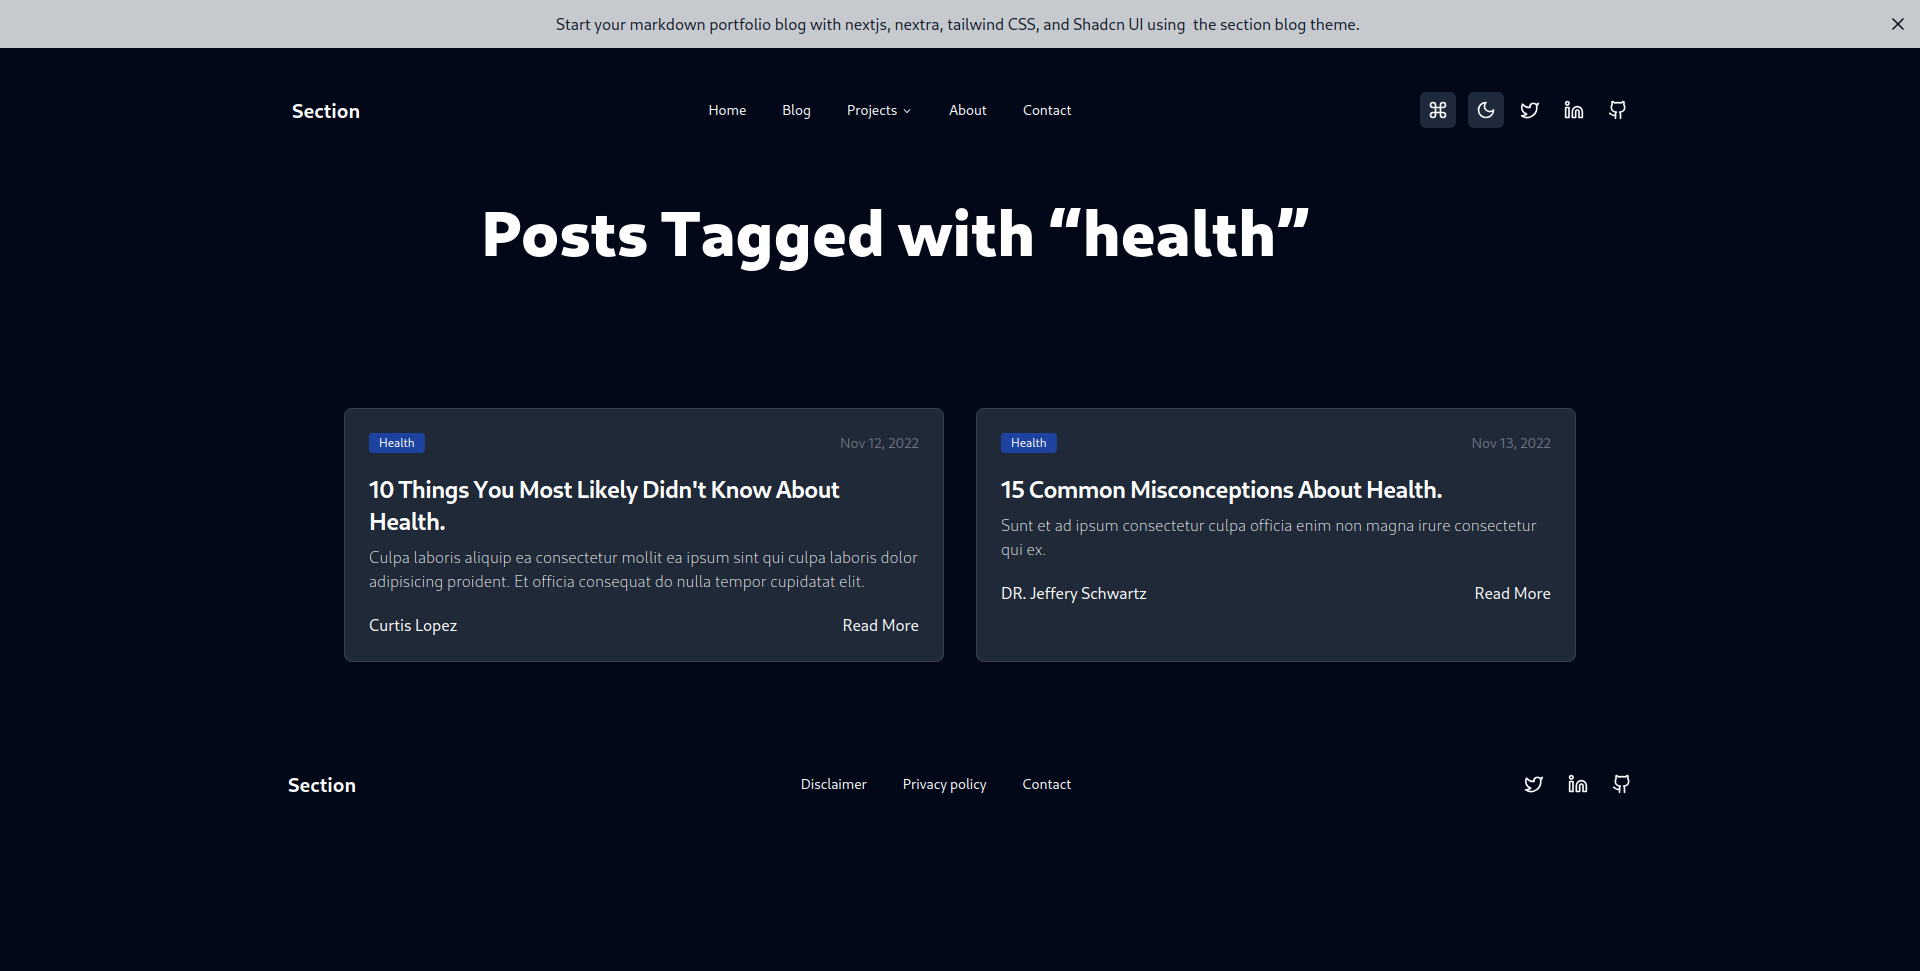 Start your markdown portfolio blog with nextjs, nextra, tailwind CSS, and Shadcn UI using  the section blog theme.
Section
Home
Blog
Projects
About
Contact
Posts Tagged with “health”
Health
Nov 12, 2022
10 Things You Most Likely Didn't Know About
Health.
Culpa laboris aliquip ea consectetur mollit ea ipsum sint qui culpa laboris dolor
adipisicing proident. Et officia consequat do nulla tempor cupidatat elit.
Curtis Lopez
Read More
Health
Nov 13, 2022
15 Common Misconceptions About Health.
Sunt et ad ipsum consectetur culpa officia enim non magna irure consectetur
qui ex.
DR. Jeffery Schwartz
Read More
Section
Disclaimer
Privacy policy
Contact